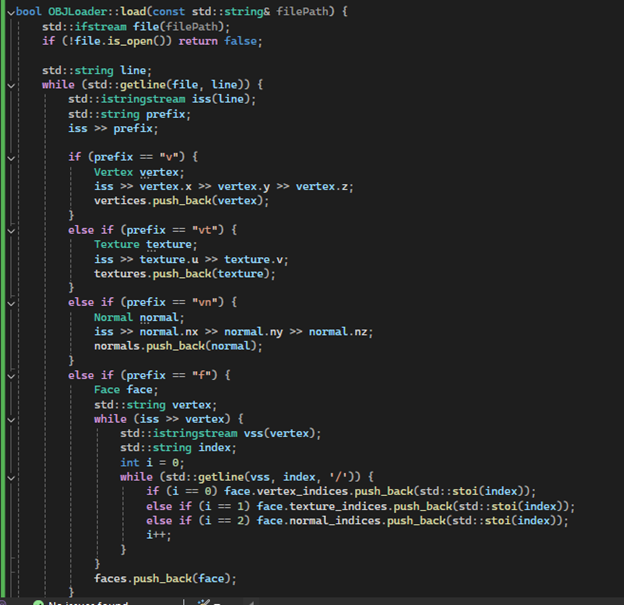 bool OBJLoader::load(const std::string& filePath) {
    std::ifstream file(filePath);
    if (!file.is_open()) return false;

    std::string line;
    while (std::getline(file, line)) {
        std::istringstream iss(line);
        std::string prefix;
        iss >> prefix;

        if (prefix == "v") {
            Vertex vertex;
            iss >> vertex.x >> vertex.y >> vertex.z;
            vertices.push_back(vertex);
        }
        else if (prefix == "vt") {
            Texture texture;
            iss >> texture.u >> texture.v;
            textures.push_back(texture);
        }
        else if (prefix == "vn") {
            Normal normal;
            iss >> normal.nx >> normal.ny >> normal.nz;
            normals.push_back(normal);
        }
        else if (prefix == "f") {
            Face face;
            std::string vertex;
            while (iss >> vertex) {
                std::istringstream vss(vertex);
                std::string index;
                int i = 0;
                while (std::getline(vss, index, '/')) {
                    if (i == 0) face.vertex_indices.push_back(std::stoi(index));
                    else if (i == 1) face.texture_indices.push_back(std::stoi(index));
                    else if (i == 2) face.normal_indices.push_back(std::stoi(index));
                    i++;
                }
            }
            faces.push_back(face);
        }
No issues found